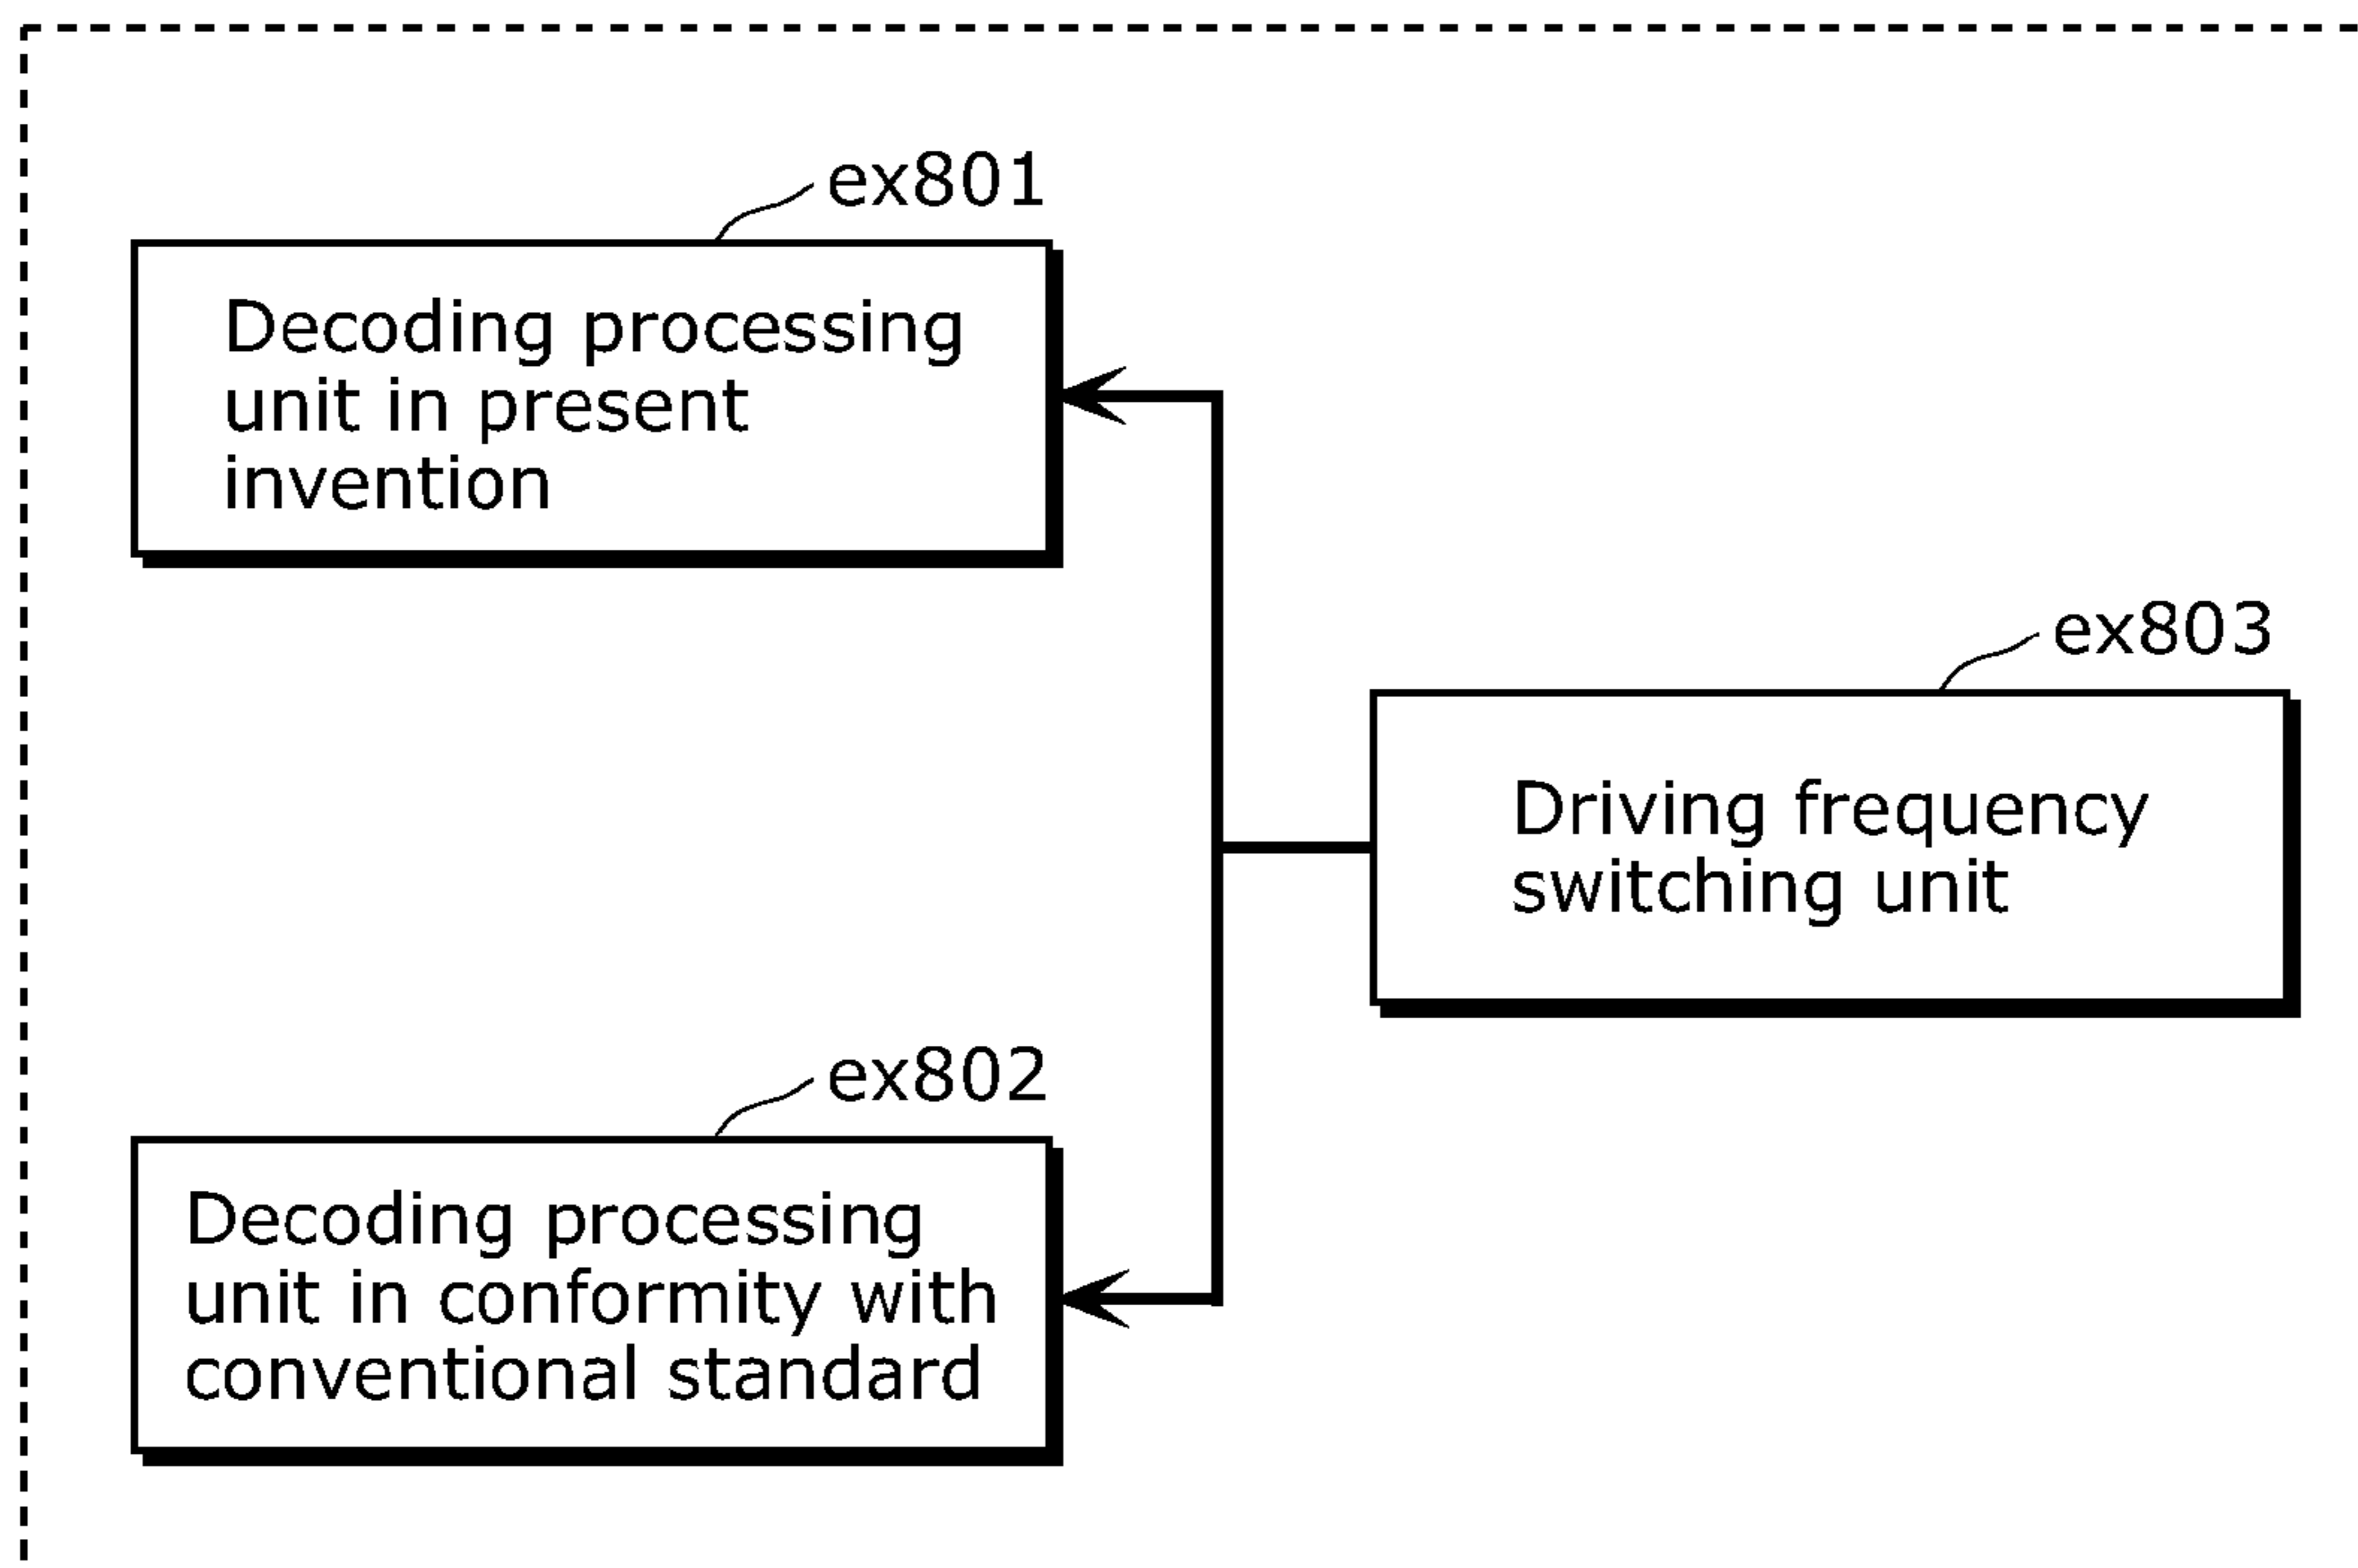 ex801
Decoding processing
unit in present
invention
ex803
Driving frequency
switching unit
ex802
Decoding processing
unit in conformity with
conventional standard